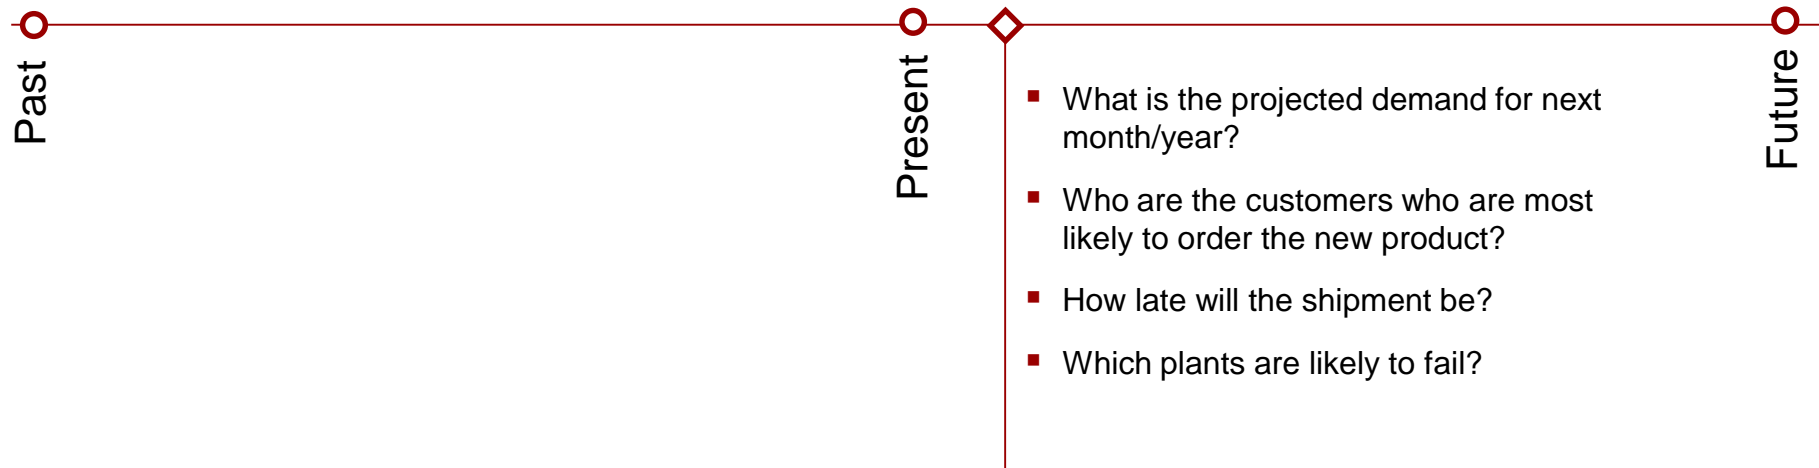 Past
Present
Future
▪ What is the projected demand for next
month/year?
▪ Who are the customers who are most
likely to order the new product?
▪ How late will the shipment be?
▪ Which plants are likely to fail?